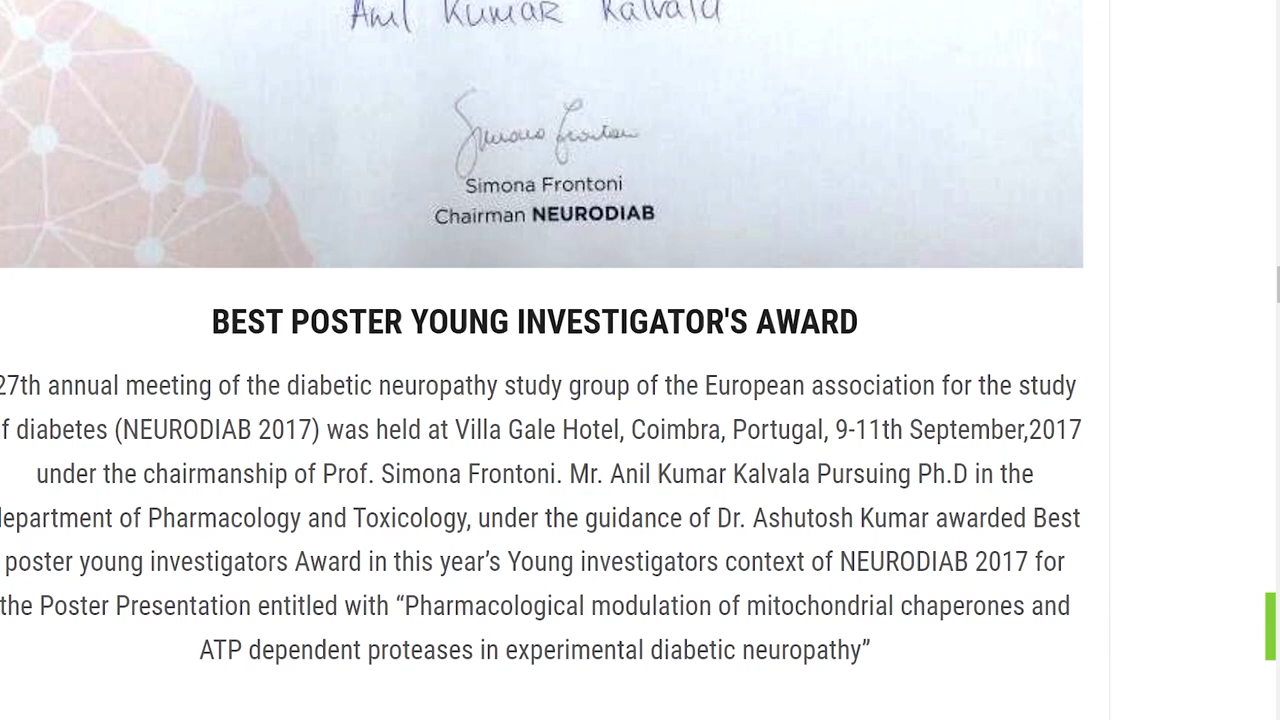 Anil Kumar Kalvala
Simona Frontoni
Simona Frontoni
Chairman NEURODIAB
BEST POSTER YOUNG INVESTIGATOR'S AWARD
27th annual meeting of the diabetic neuropathy study group of the European association for the study
f diabetes (NEURODIAB 2017) was held at Villa Gale Hotel, Coimbra, Portugal, 9-11th September,2017
under the chairmanship of Prof. Simona Frontoni. Mr. Anil Kumar Kalvala Pursuing Ph.D in the
department of Pharmacology and Toxicology, under the guidance of Dr. Ashutosh Kumar awarded Best
poster young investigators Award in this year’s Young investigators context of NEURODIAB 2017 for
the Poster Presentation entitled with “Pharmacological modulation of mitochondrial chaperones and
ATP dependent proteases in experimental diabetic neuropathy”